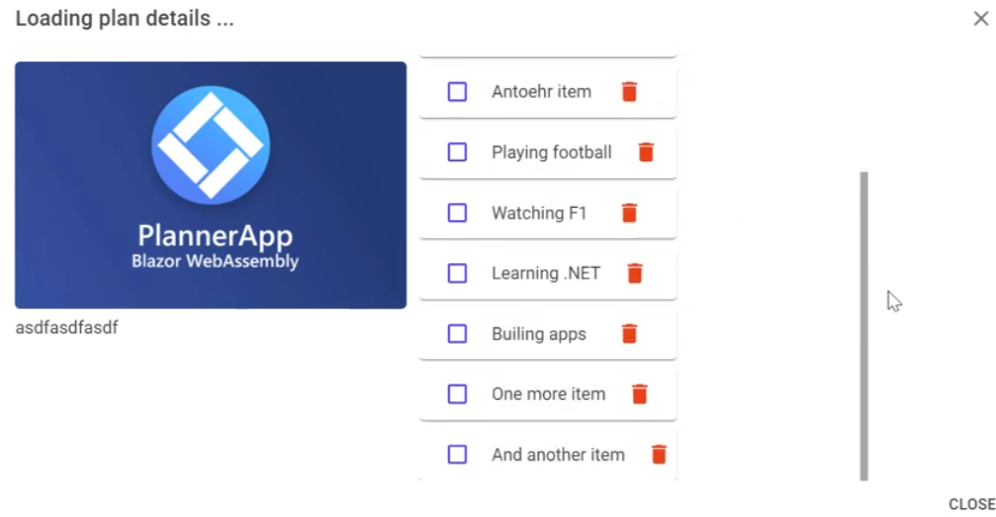 Loading plan details ...
PlannerApp
Blazor WebAssembly
asdfasdfasdf
Antoehr item
Playing football
Watching F1
Learning .NET
Builing apps
One more item
And another item
CLOSE